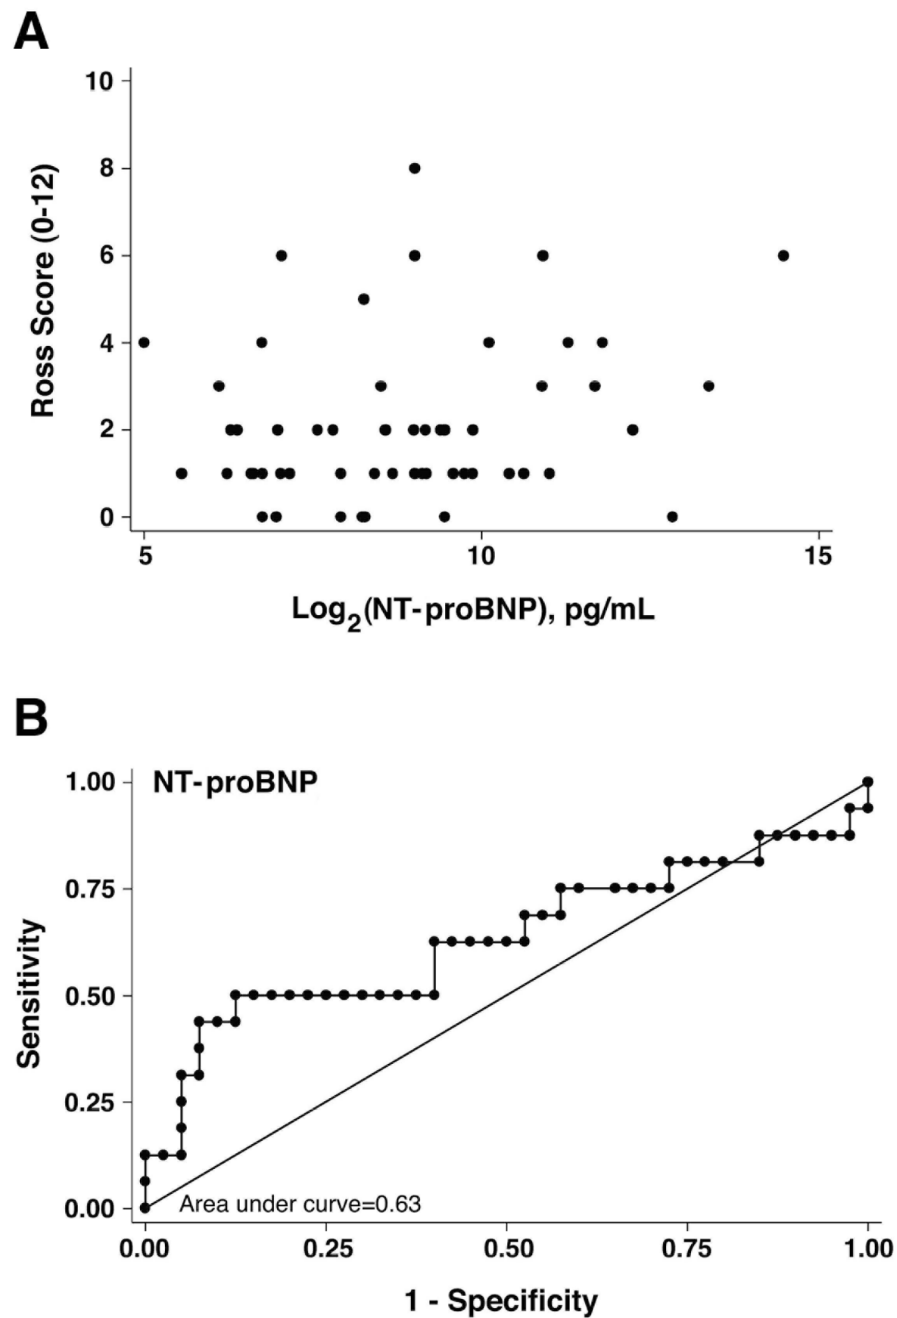 A
Ross Score (0-12)
10
8
6
4
2
0
5 10 15
Log2(NT-proBNP), pg/mL
B
NT-proBNP
Sensitivity
1.00
0.75
0.50
0.25
0.00
Area under curve=0.63
0.00 0.25 0.50 0.75 1.00
1 - Specificity